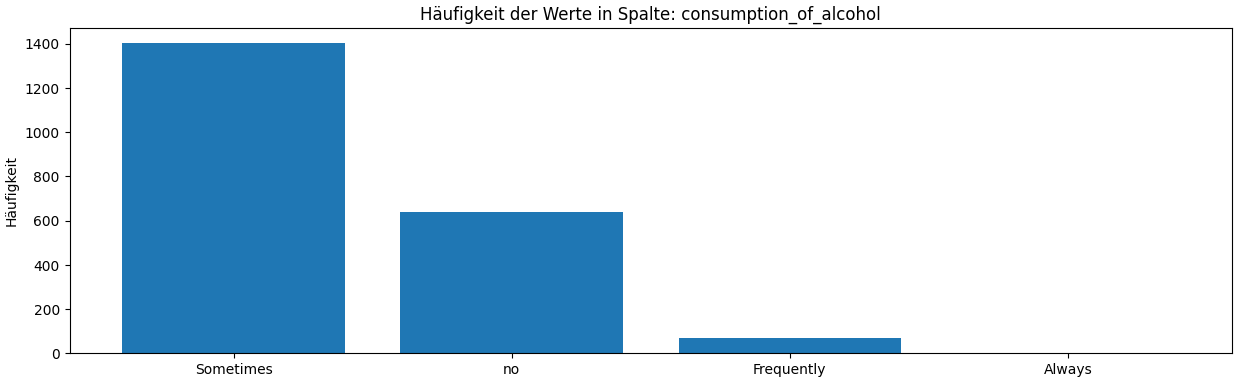 Häufigkeit der Werte in Spalte: consumption_of_alcohol
Häufigkeit
1400
1200
1000
800
600
400
200
0
Sometimes no Frequently Always